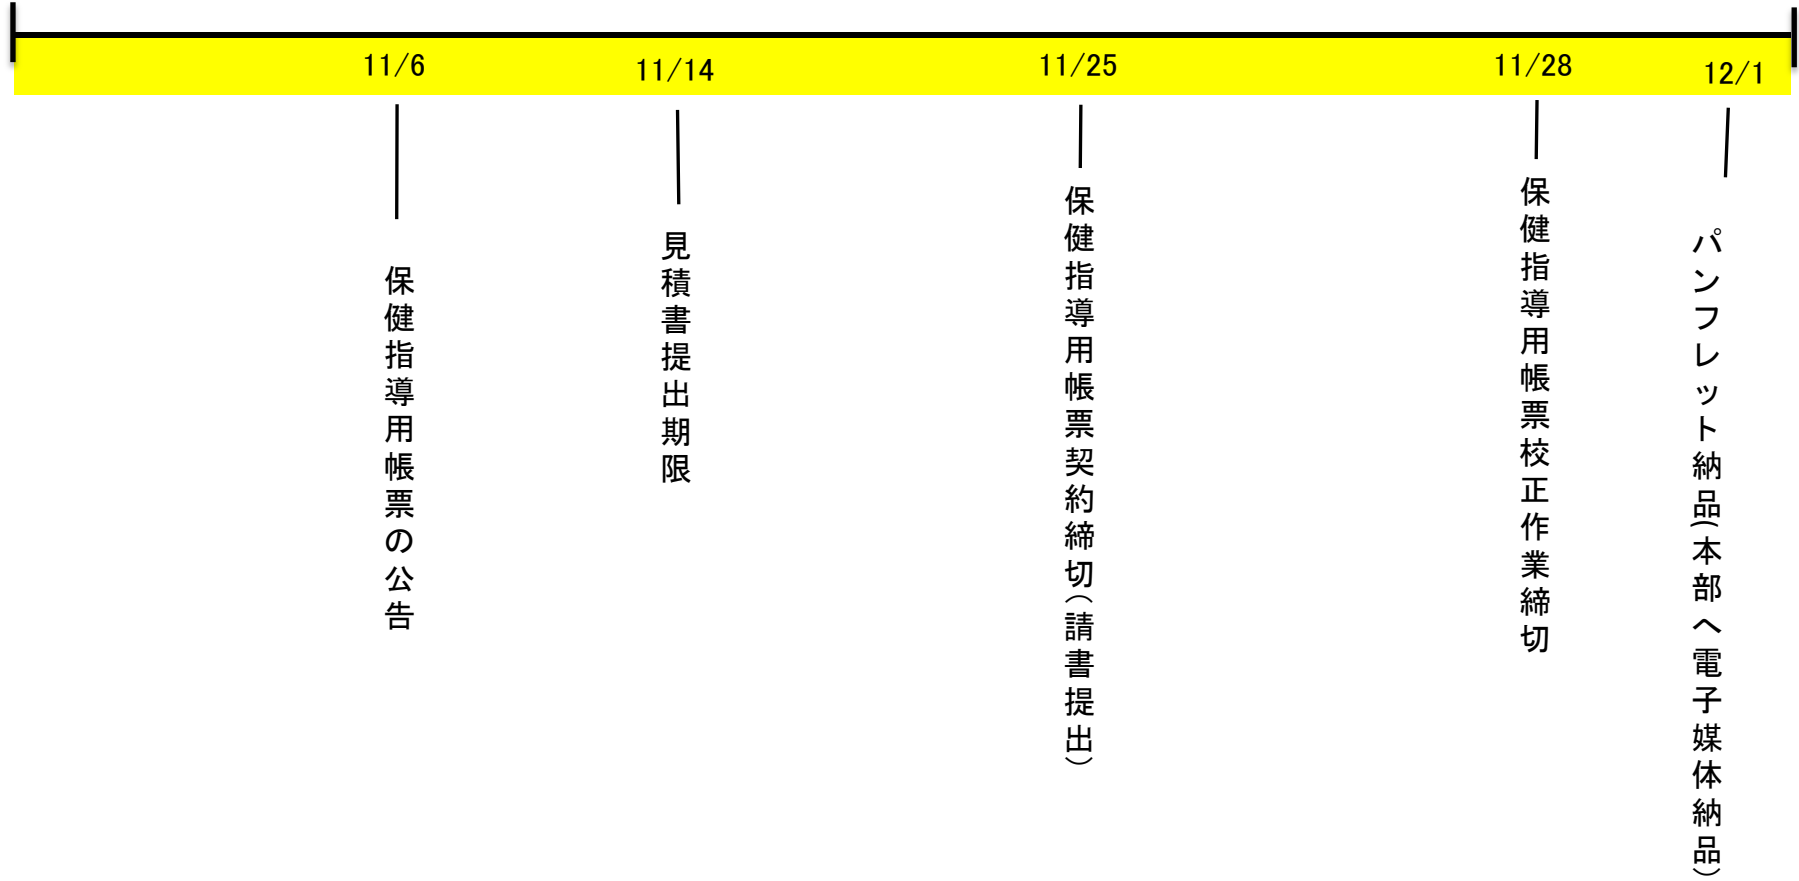 11/6
11/14
11/25
11/28
12/1
保健指導用帳票の公告
見積書提出期限
保健指導用帳票契約締切(請書提出)
保健指導用帳票校正作業締切
パンフレット納品(本部へ電子媒体納品)